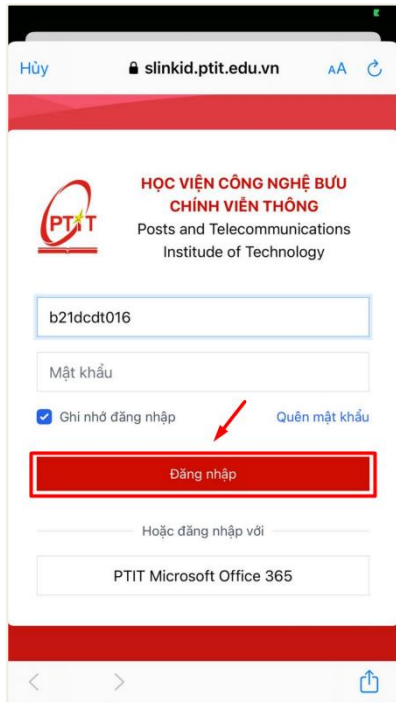 Hủy
slinkid.ptit.edu.vn
AA
HỌC VIỆN CÔNG NGHỆ BƯU
CHÍNH VIỄN THÔNG
Posts and Telecommunications
Institude of Technology
PTIT
b21dcdt016
Mật khẩu
Ghi nhớ đăng nhập
Quên mật khẩu
Đăng nhập
Hoặc đăng nhập với
PTIT Microsoft Office 365